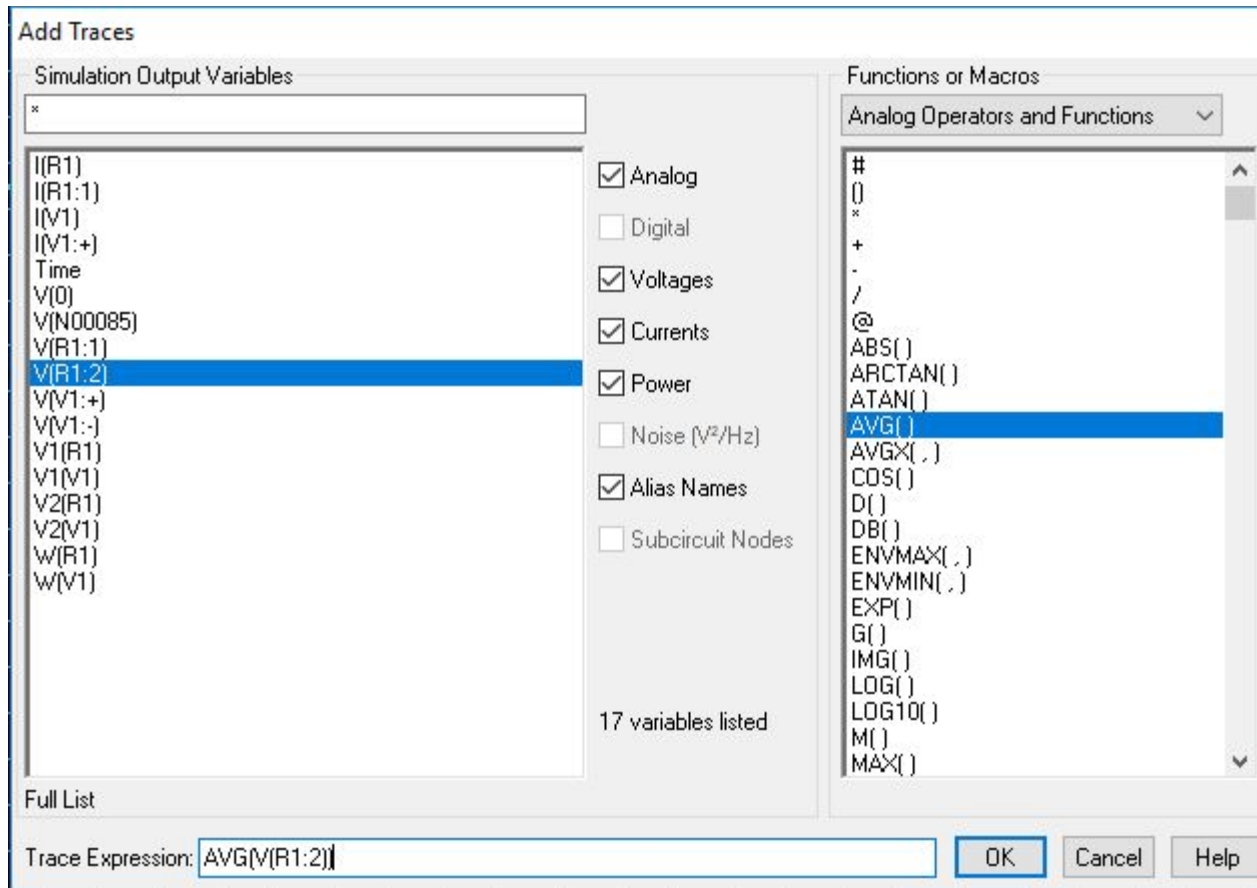 Add Traces
Simulation Output Variables
*
I(R1)
I(R1:1)
I(V1)
I(V1:+)
Time
V(0)
V(N00085)
V(R1:1)
V(R1:2)
V(V1:+)
V(V1:-)
V1(R1)
V1(V1)
V2(R1)
V2(V1)
W(R1)
W(V1)
Full List
Analog
Digital
Voltages
Currents
Power
Noise (V²/Hz)
Alias Names
Subcircuit Nodes
17 variables listed
Functions or Macros
Analog Operators and Functions
#
()
*
+
-
/
@
ABS( )
ARCTAN( )
ATAN( )
AVG( )
AVGX( , )
COS( )
D( )
DB( )
ENVMAX( , )
ENVMIN( , )
EXP( )
G( )
IMG( )
LOG( )
LOG10( )
M( )
MAX( )
Trace Expression: AVG(V(R1:2))
OK
Cancel
Help